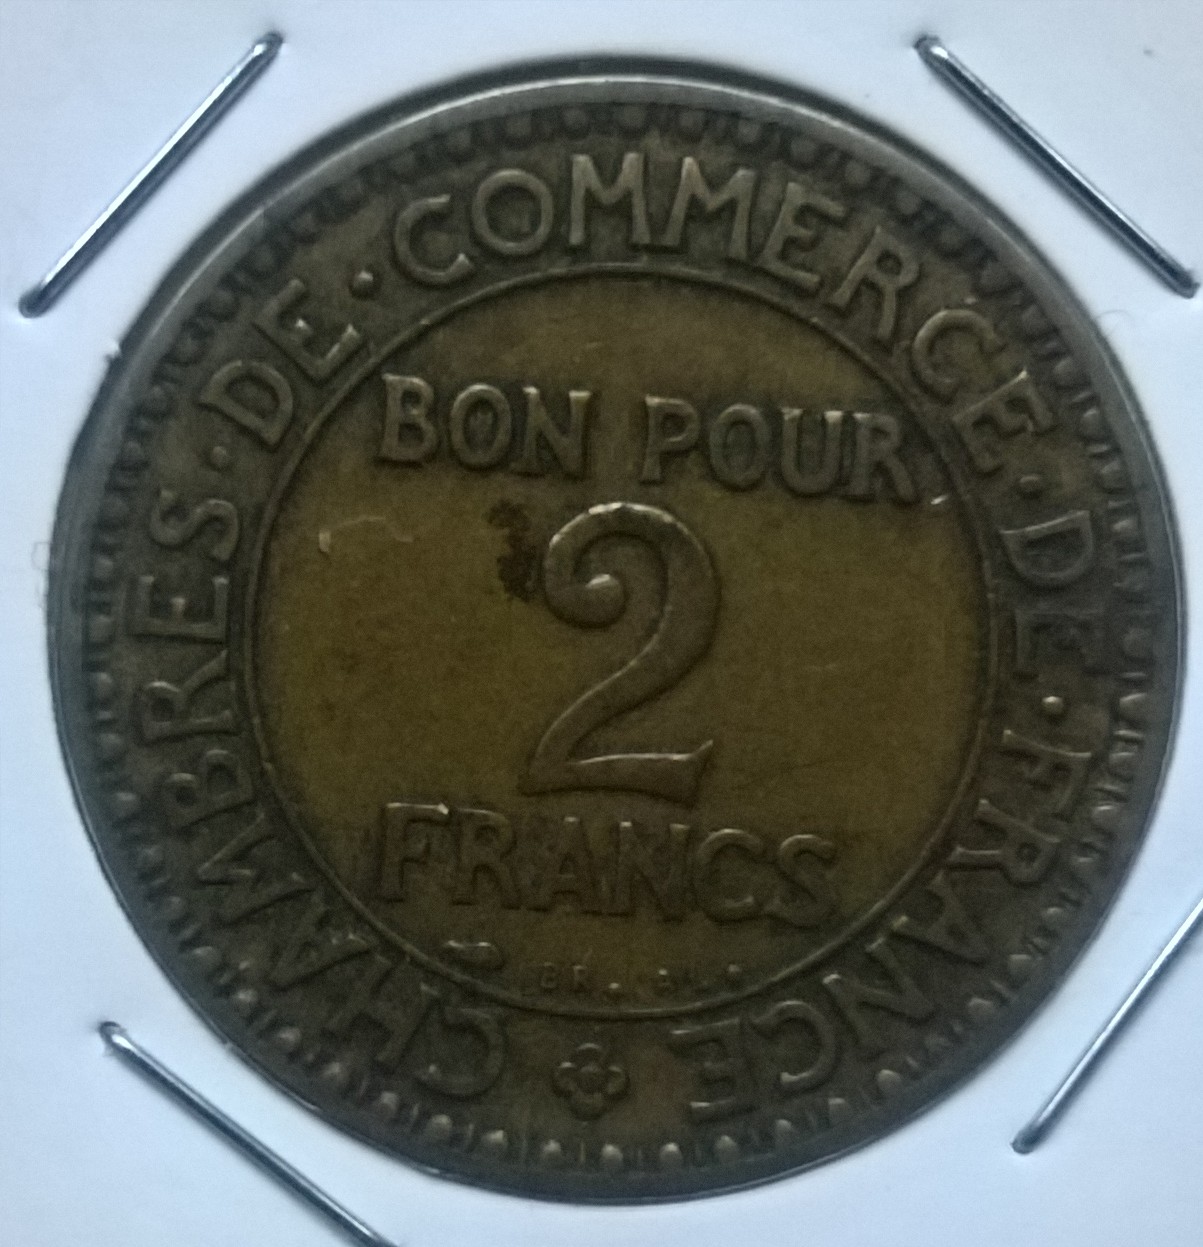 CHAMBRES · DE · COMMERCE · DE · FRANCE
BON POUR
2
FRANCS